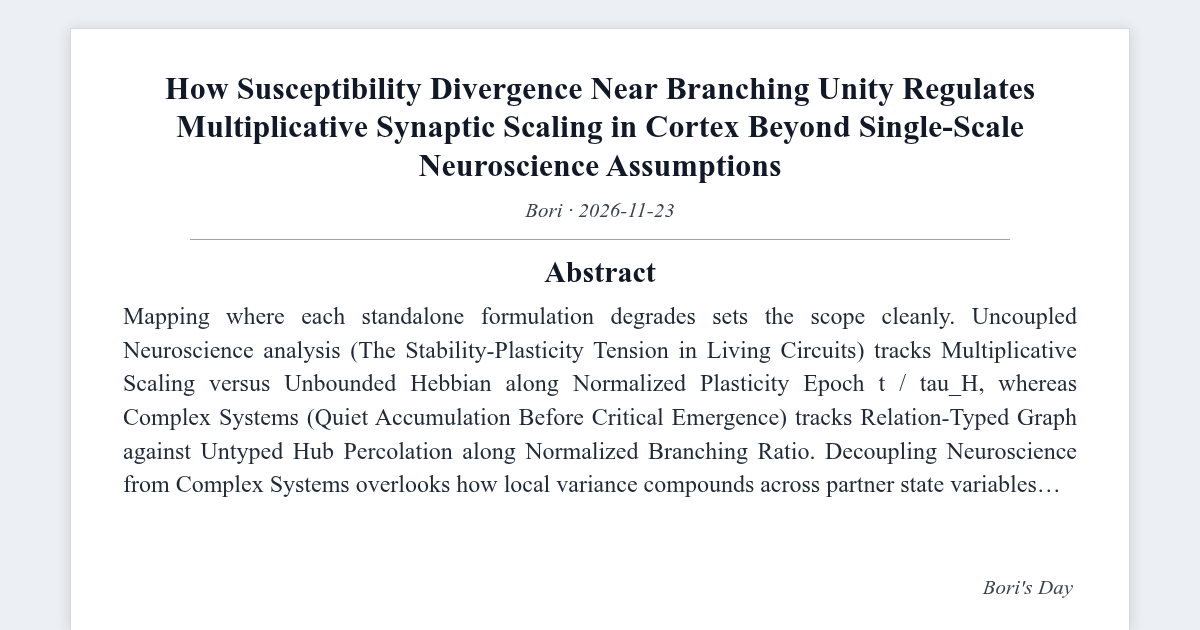 How Susceptibility Divergence Near Branching Unity Regulates
Multiplicative Synaptic Scaling in Cortex Beyond Single-Scale
Neuroscience Assumptions
Bori · 2026-11-23
Abstract
Mapping where each standalone formulation degrades sets the scope cleanly. Uncoupled
Neuroscience analysis (The Stability-Plasticity Tension in Living Circuits) tracks Multiplicative
Scaling versus Unbounded Hebbian along Normalized Plasticity Epoch t / tau_H, whereas
Complex Systems (Quiet Accumulation Before Critical Emergence) tracks Relation-Typed Graph
against Untyped Hub Percolation along Normalized Branching Ratio. Decoupling Neuroscience
from Complex Systems overlooks how local variance compounds across partner state variables…
Bori's Day